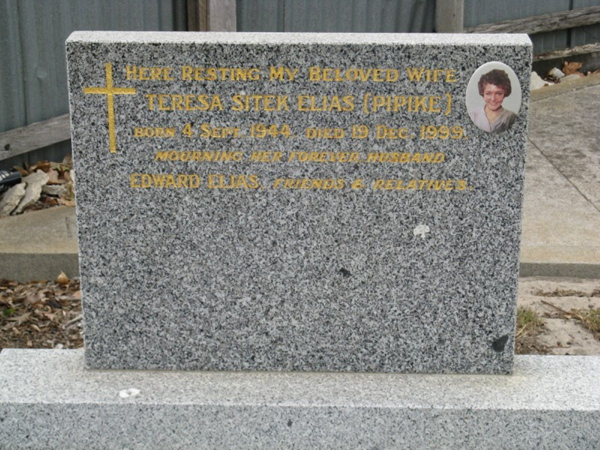 HERE RESTING MY BELOVED WIFE
TERESA SITEK ELIAS [PIPIKE]
BORN 4 SEPT. 1944. DIED 19 DEC. 1999.
MOURNING HER FOREVER HUSBAND
EDWARD ELIAS, FRIENDS & RELATIVES.